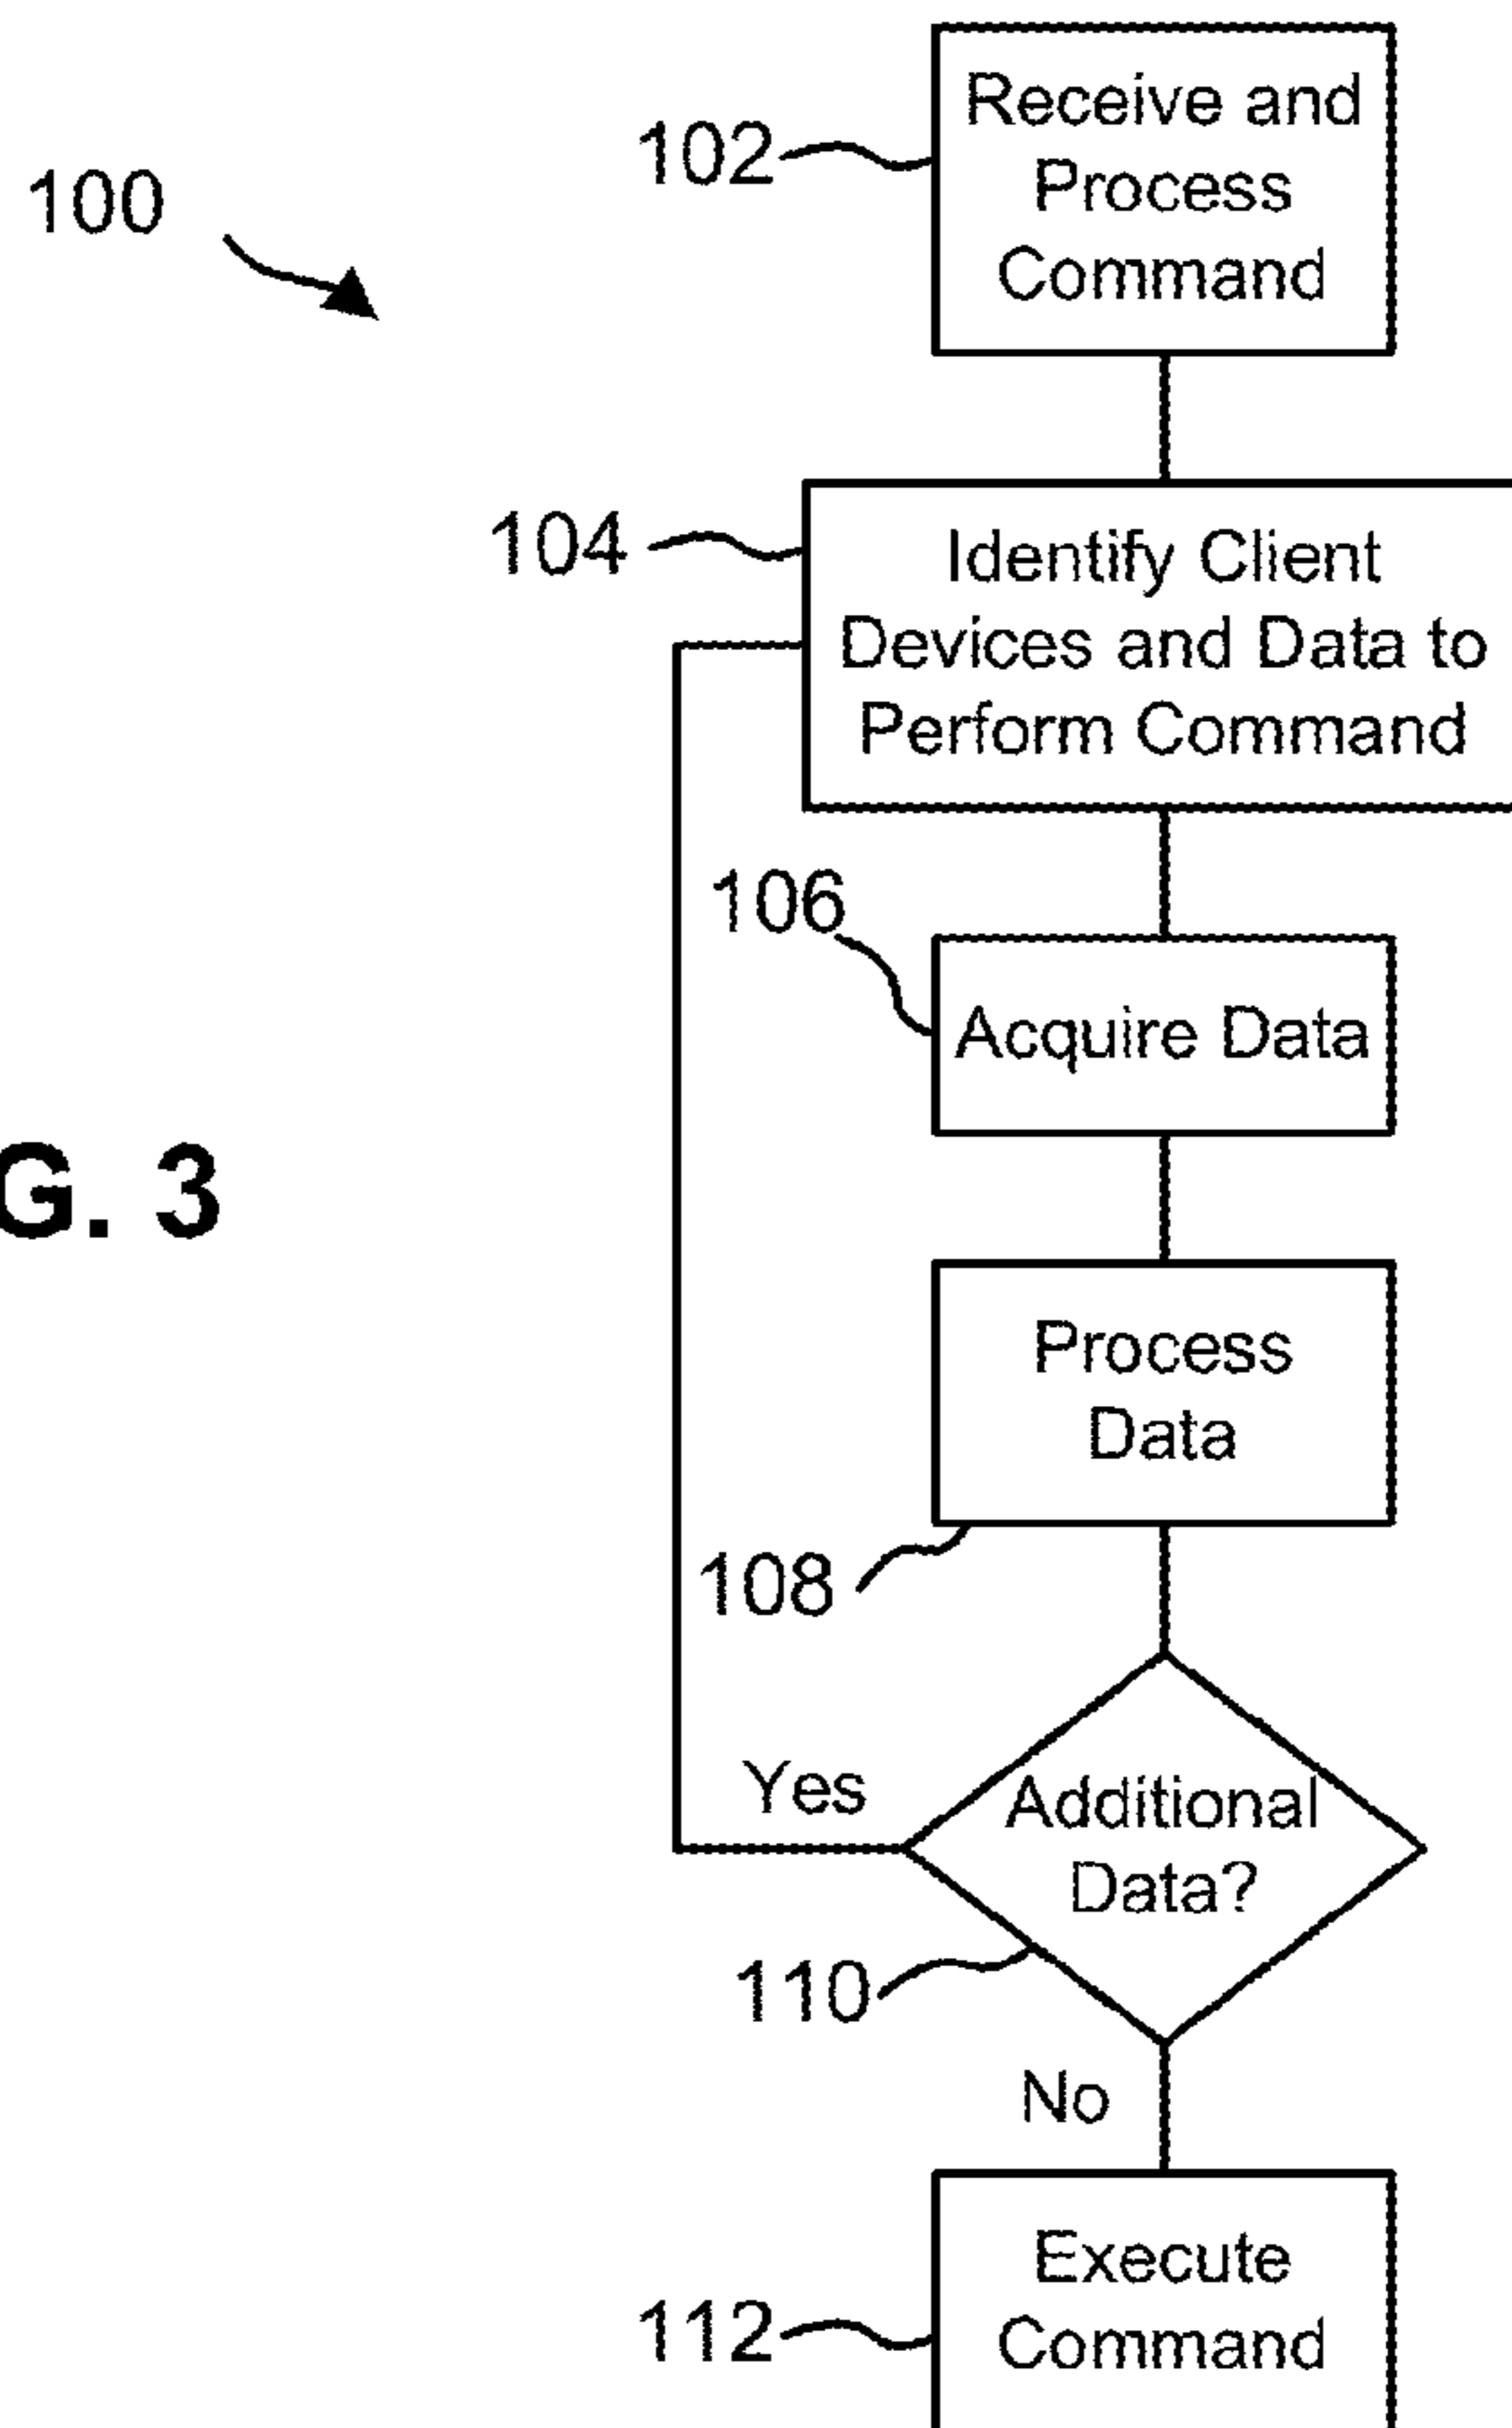 100
102
Receive and
Process
Command
104
Identify Client
Devices and Data to
Perform Command
106
Acquire Data
G. 3
Process
Data
108
Yes
Additional
Data?
110
No
Execute
Command
112